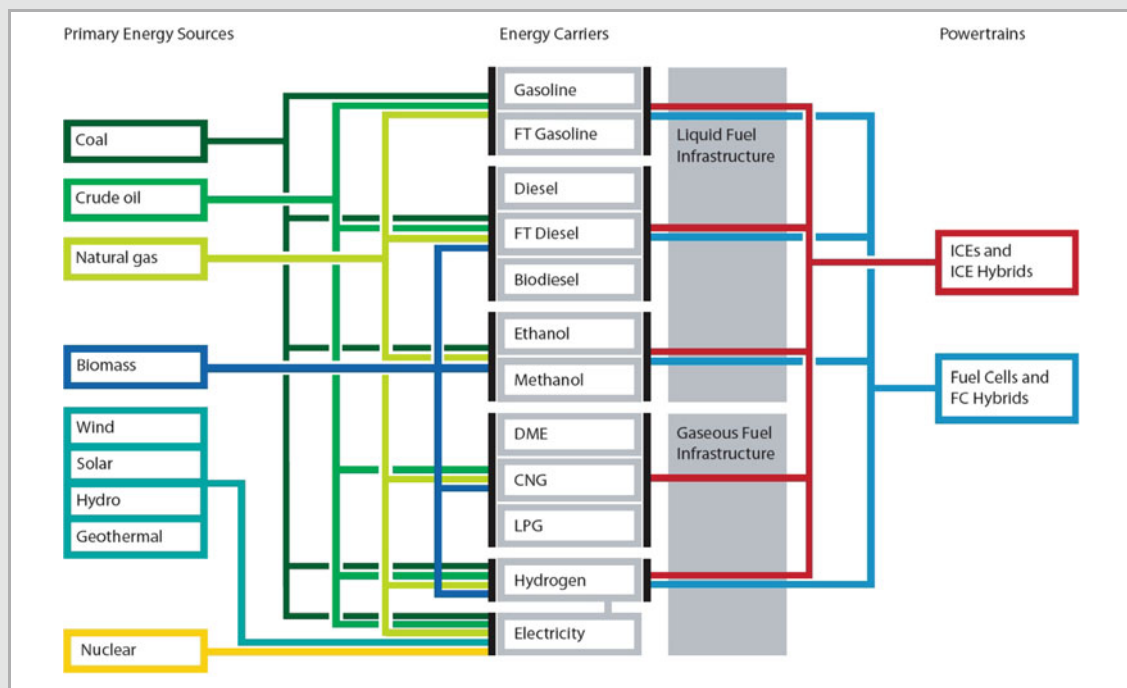 Primary Energy Sources
Energy Carriers
Powertrains
Coal
Crude oil
Natural gas
Biomass
Wind
Solar
Hydro
Geothermal
Nuclear
Gasoline
FT Gasoline
Diesel
FT Diesel
Biodiesel
Ethanol
Methanol
DME
CNG
LPG
Hydrogen
Electricity
Liquid Fuel
Infrastructure
Gaseous Fuel
Infrastructure
ICEs and
ICE Hybrids
Fuel Cells and
FC Hybrids